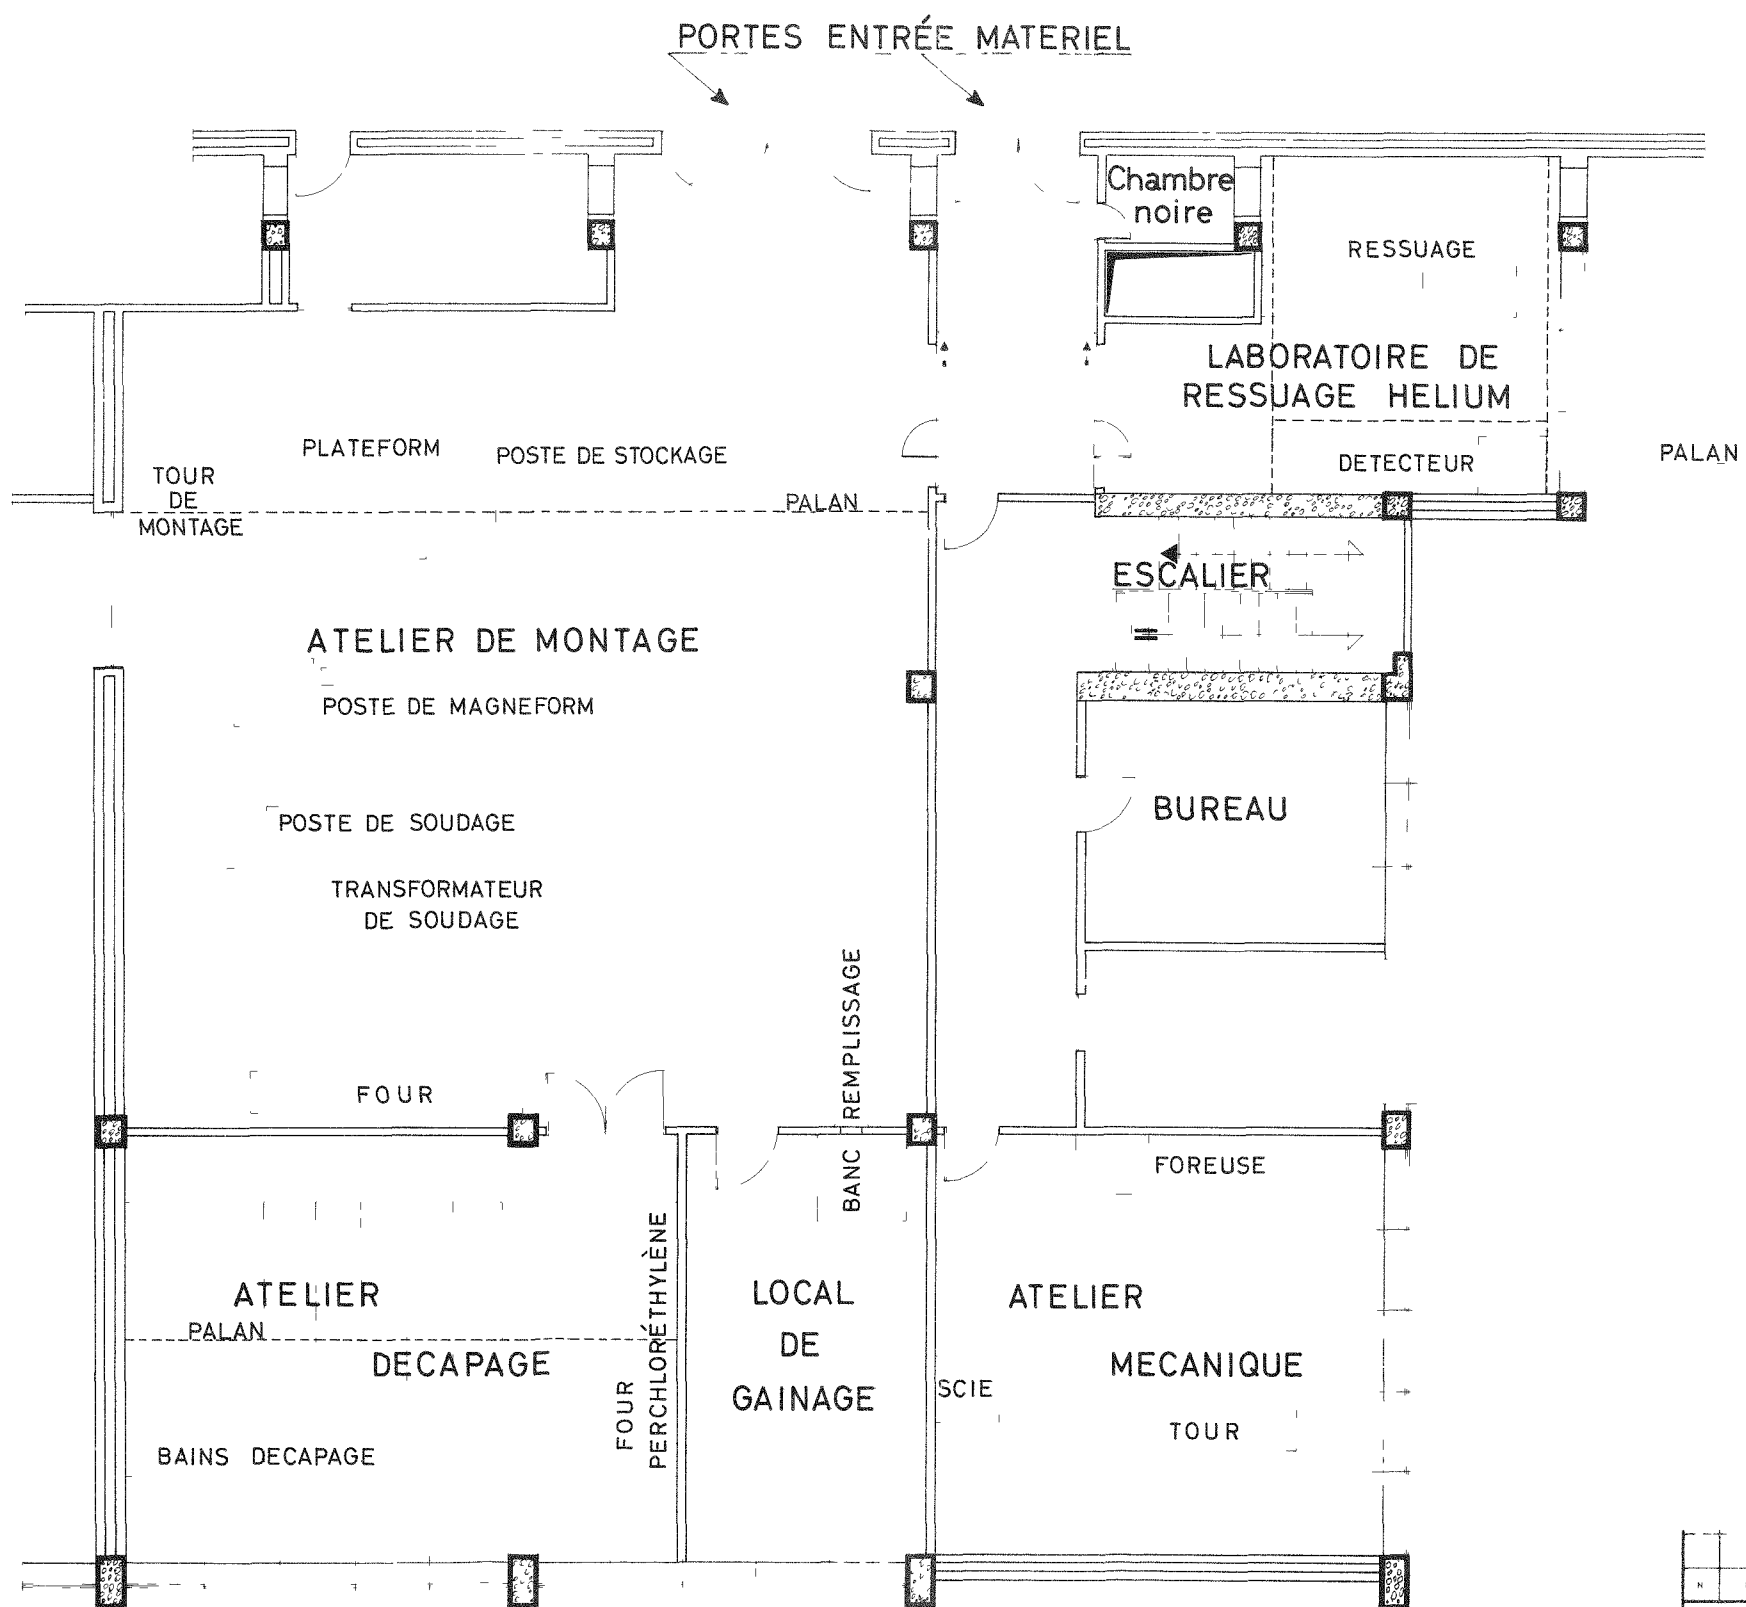 PORTES ENTRÉE MATERIEL
Chambre
noire
RESSUAGE
LABORATOIRE DE
RESSUAGE HELIUM
DETECTEUR
PALAN
PLATEFORM
POSTE DE STOCKAGE
TOUR
DE
MONTAGE
PALAN
ESCALIER
ATELIER DE MONTAGE
POSTE DE MAGNEFORM
BUREAU
POSTE DE SOUDAGE
TRANSFORMATEUR
DE SOUDAGE
BANC REMPLISSAGE
FOUR
FOREUSE
ATELIER
PALAN
DECAPAGE
FOUR
PERCHLORÉTHYLÈNE
BAINS DECAPAGE
LOCAL
DE
GAINAGE
ATELIER
MECANIQUE
SCIE
TOUR
N